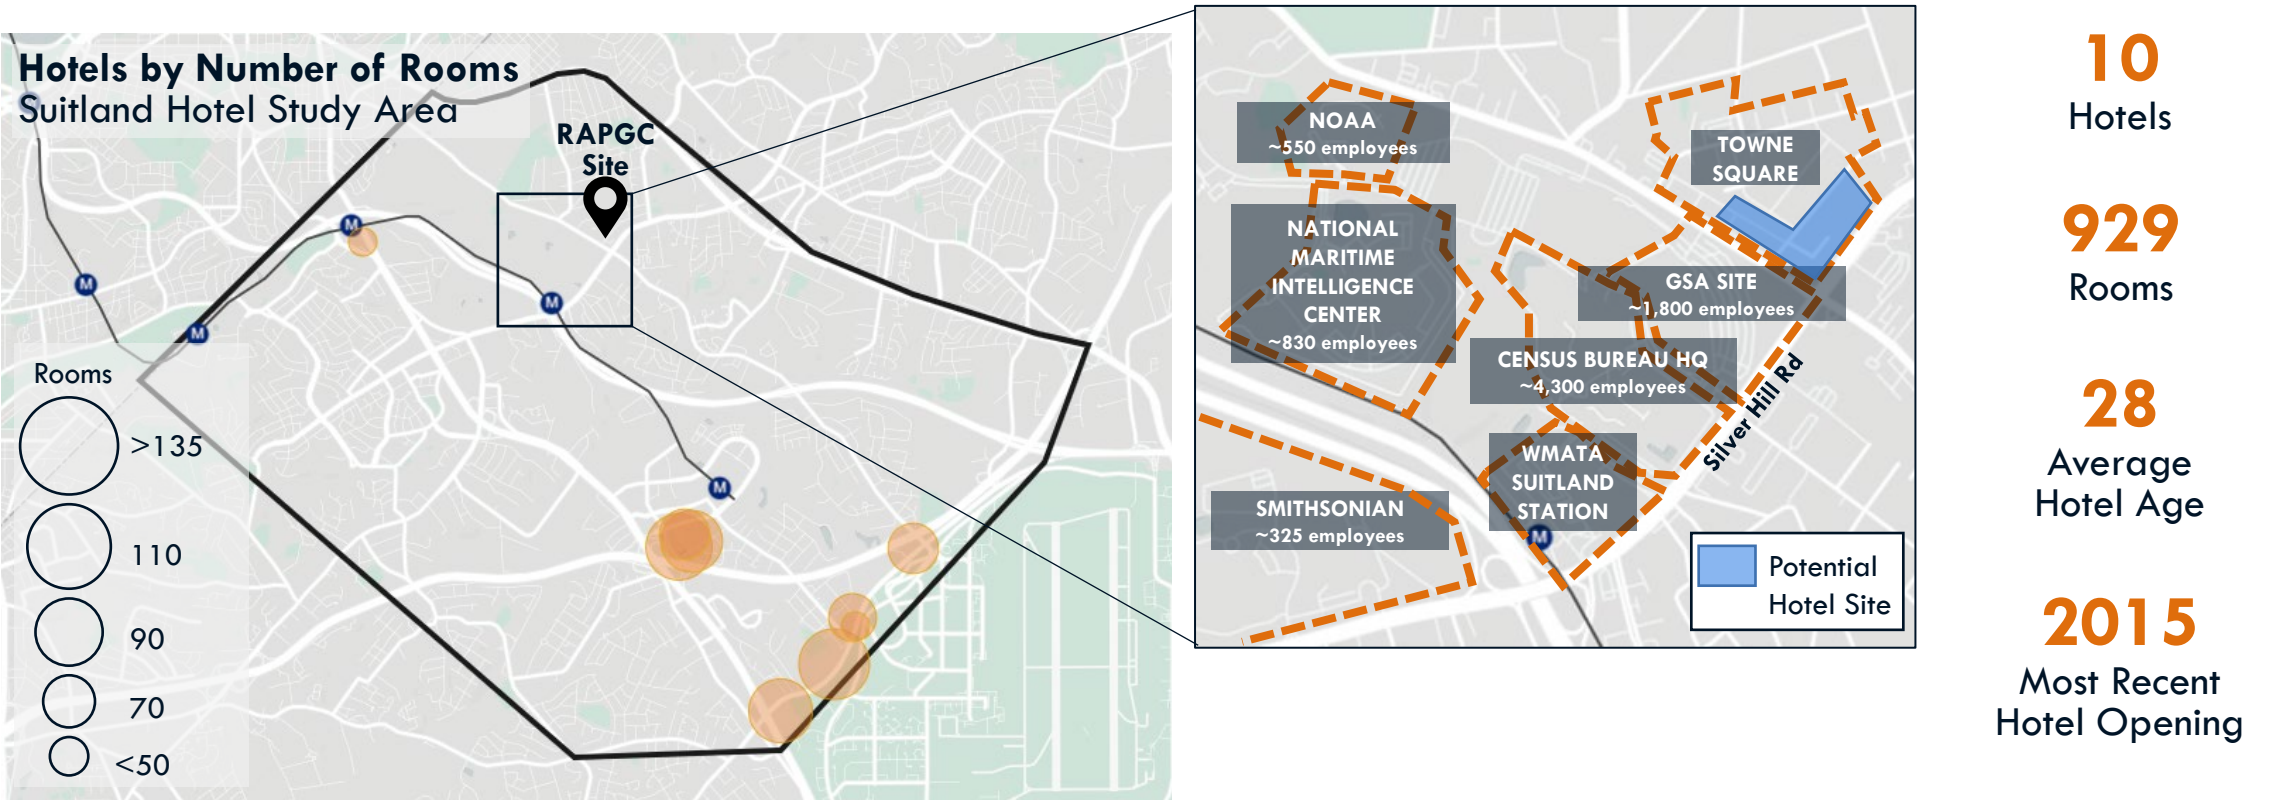 Hotels by Number of Rooms
Suitland Hotel Study Area
RAPGC
Site
M
M
M
M
M
Rooms
>135
110
90
70
<50
NOAA
~550 employees
NATIONAL
MARITIME
INTELLIGENCE
CENTER
~830 employees
TOWNE
SQUARE
GSA SITE
~1,800 employees
CENSUS BUREAU HQ
~4,300 employees
Silver Hill Rd
WMATA
SUITLAND
STATION
M
SMITHSONIAN
~325 employees
Potential
Hotel Site
10
Hotels
929
Rooms
28
Average
Hotel Age
2015
Most Recent
Hotel Opening